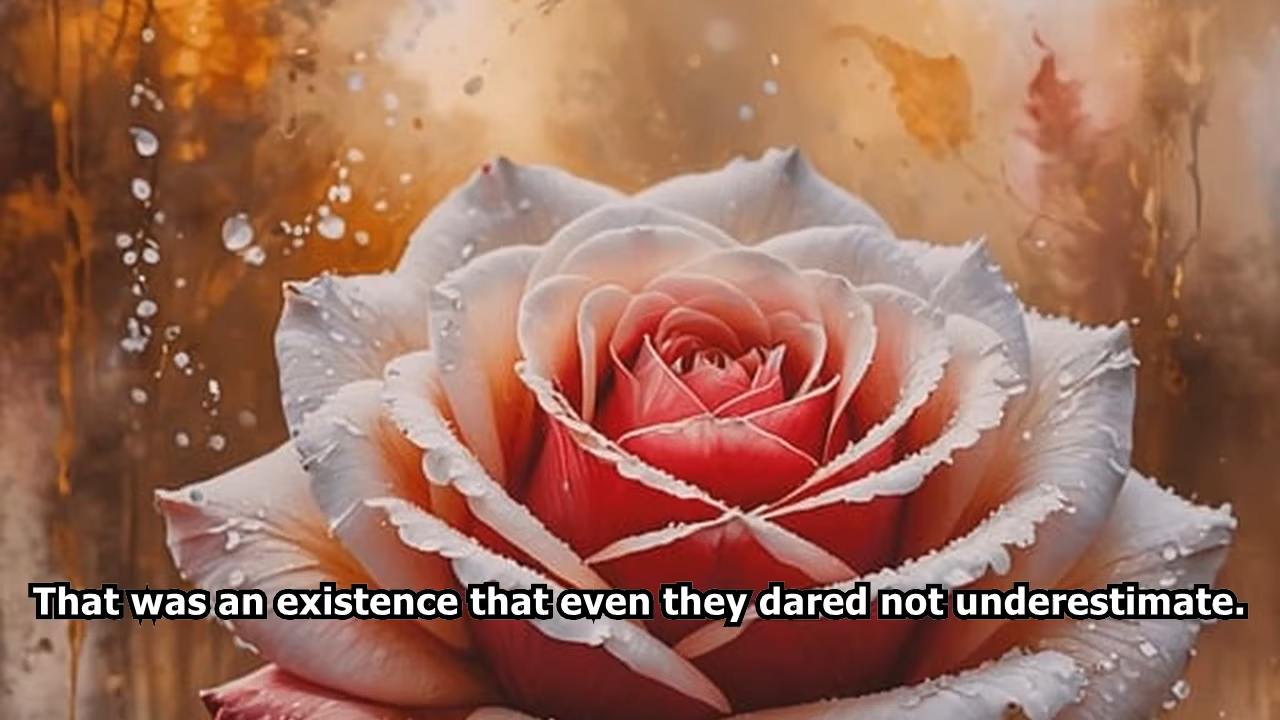 That was an existence that even they dared not underestimate.